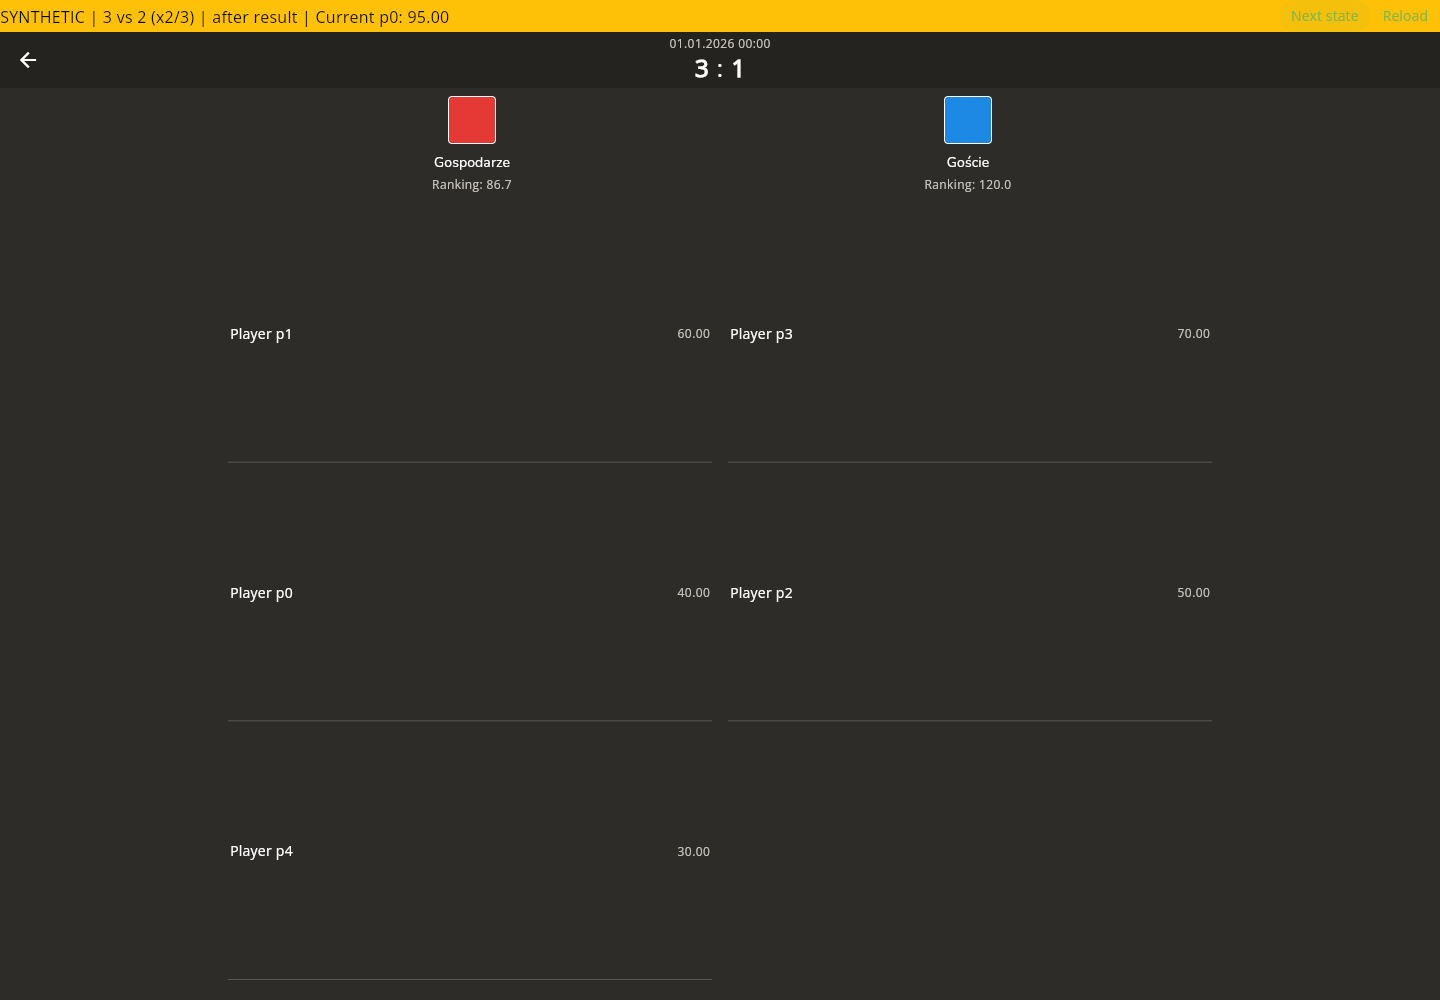 SYNTHETIC | 3 vs 2 (x2/3) | after result | Current p0: 95.00
Next state
Reload
01.01.2026 00:00
3 : 1
Gospodarze
Ranking: 86.7
Goście
Ranking: 120.0
Player p1
60.00
Player p3
70.00
Player p0
40.00
Player p2
50.00
Player p4
30.00